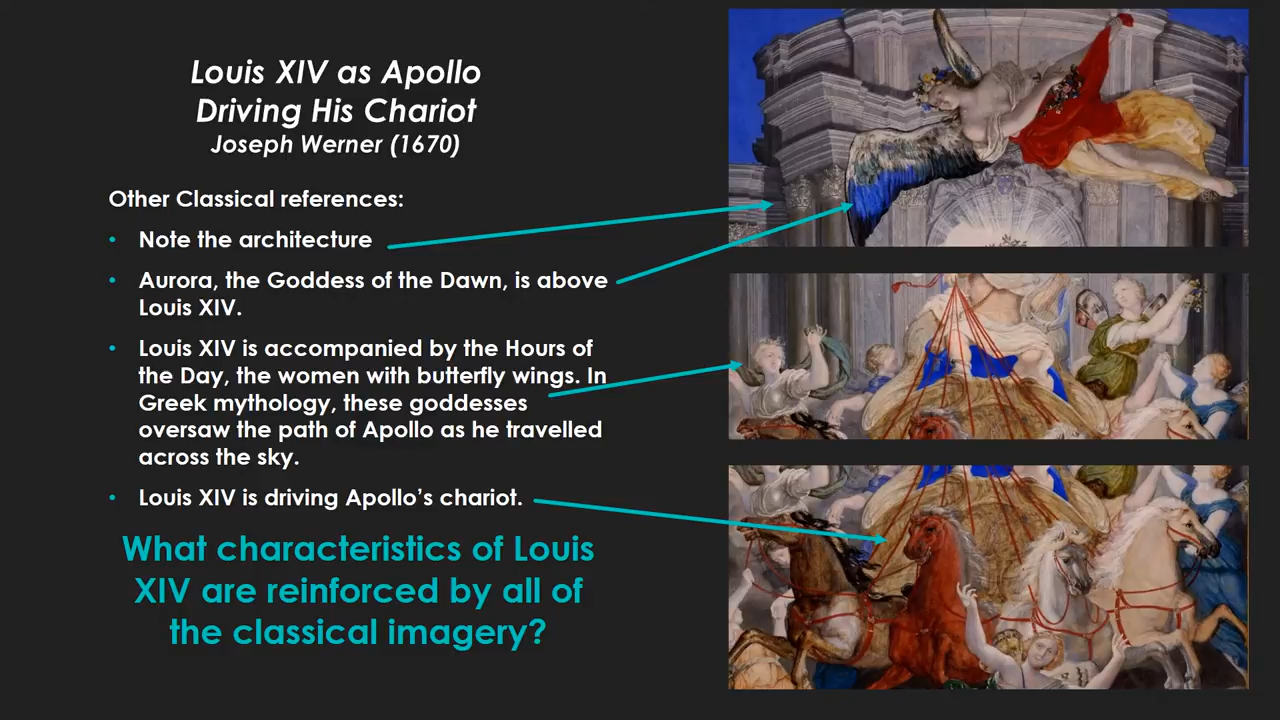 Louis XIV as Apollo
Driving His Chariot
Joseph Werner (1670)
Other Classical references:
• Note the architecture
• Aurora, the Goddess of the Dawn, is above
Louis XIV.
• Louis XIV is accompanied by the Hours of
the Day, the women with butterfly wings. In
Greek mythology, these goddesses
oversaw the path of Apollo as he travelled
across the sky.
• Louis XIV is driving Apollo’s chariot.
What characteristics of Louis
XIV are reinforced by all of
the classical imagery?